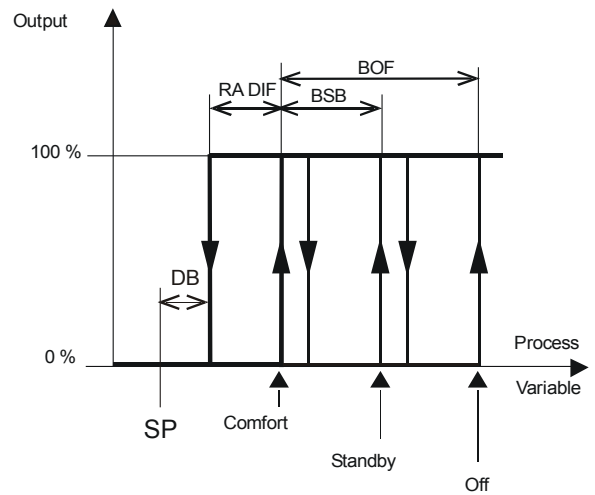 Output
BOF
RA DIF
BSB
100 %
DB
0 %
Process
Variable
SP
Comfort
Standby
Off